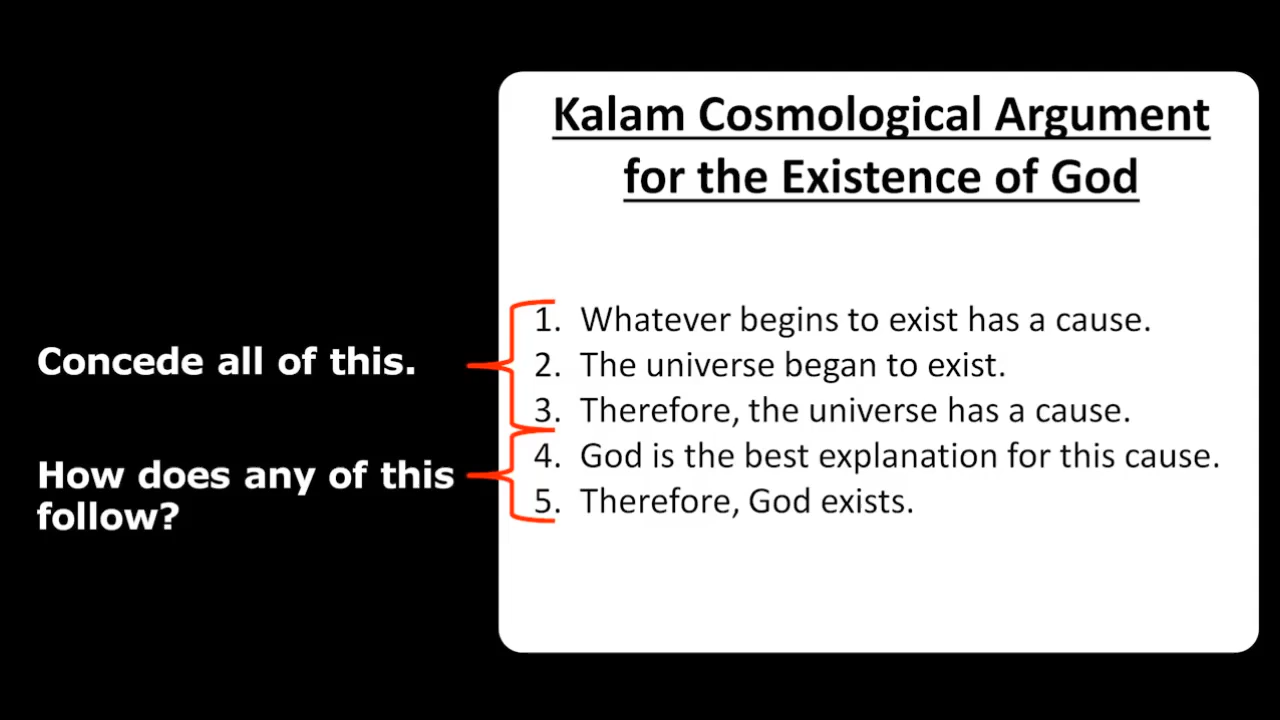 Kalam Cosmological Argument
for the Existence of God
1. Whatever begins to exist has a cause.
2. The universe began to exist.
3. Therefore, the universe has a cause.
4. God is the best explanation for this cause.
5. Therefore, God exists.
Concede all of this.
How does any of this
follow?